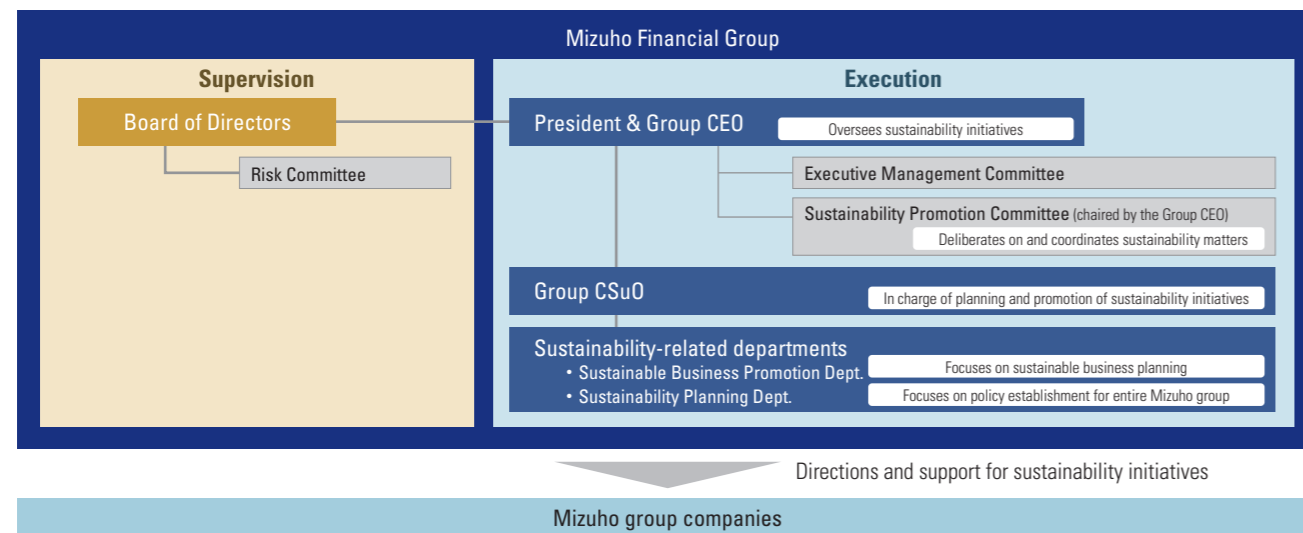 Mizuho Financial Group
Supervision
Board of Directors
Risk Committee
Execution
President & Group CEO
Oversees sustainability initiatives
Executive Management Committee
Sustainability Promotion Committee (chaired by the Group CEO)
Deliberates on and coordinates sustainability matters
Group CSuO
In charge of planning and promotion of sustainability initiatives
Sustainability-related departments
• Sustainable Business Promotion Dept.
Focuses on sustainable business planning
• Sustainability Planning Dept.
Focuses on policy establishment for entire Mizuho group
Directions and support for sustainability initiatives
Mizuho group companies